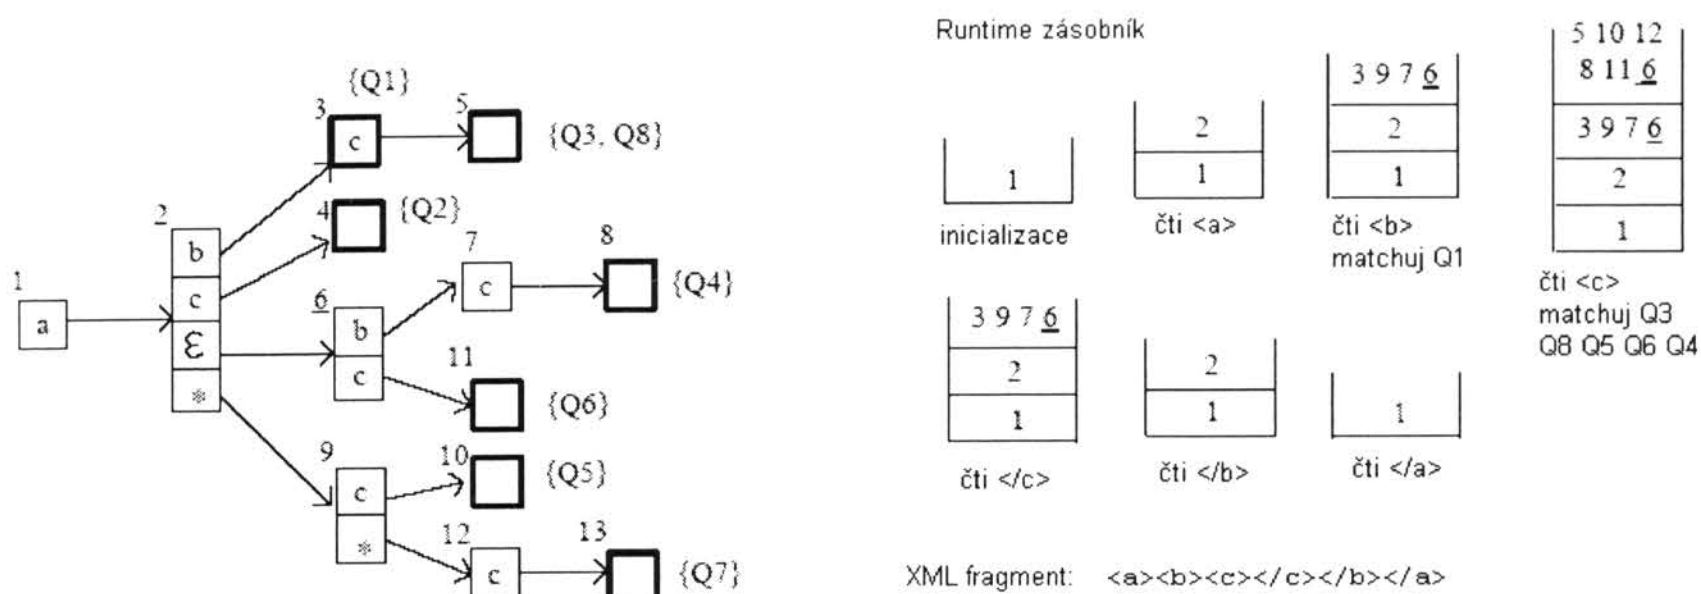 {Q1}
3 5
c {Q3, Q8}
2 4 {Q2}
b 7 8
1 c c {Q4}
a ε 6 b
* c 11
{Q6}
9 10
c {Q5}
* 12 13
c {Q7}
Runtime zásobník
1
inicializace
2
1
čti <a>
3 9 7 6
2
1
čti <b>
matchuj Q1
5 10 12
8 11 6
3 9 7 6
2
1
čti <c>
matchuj Q3
Q8 Q5 Q6 Q4
3 9 7 6
2
1
čti </c>
2
1
čti </b>
1
čti </a>
XML fragment: <a><b><c></c></b></a>